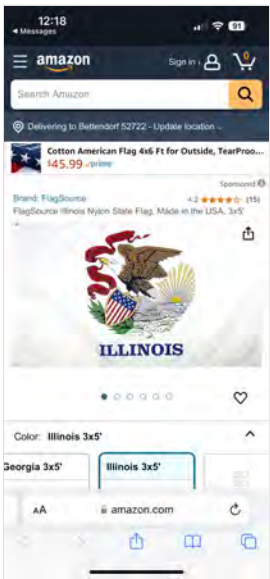 12:18
91
◂ Messages
amazon
Sign in ›
0
Search Amazon
Delivering to Bettendorf 52722 - Update location
Cotton American Flag 4x6 Ft for Outside, TearProo...
$45.99 prime
Sponsored
Brand: FlagSource
4.2 (15)
FlagSource Illinois Nylon State Flag, Made in the USA, 3x5'
ILLINOIS
Color: Illinois 3x5'
Georgia 3x5'
Illinois 3x5'
AA
amazon.com